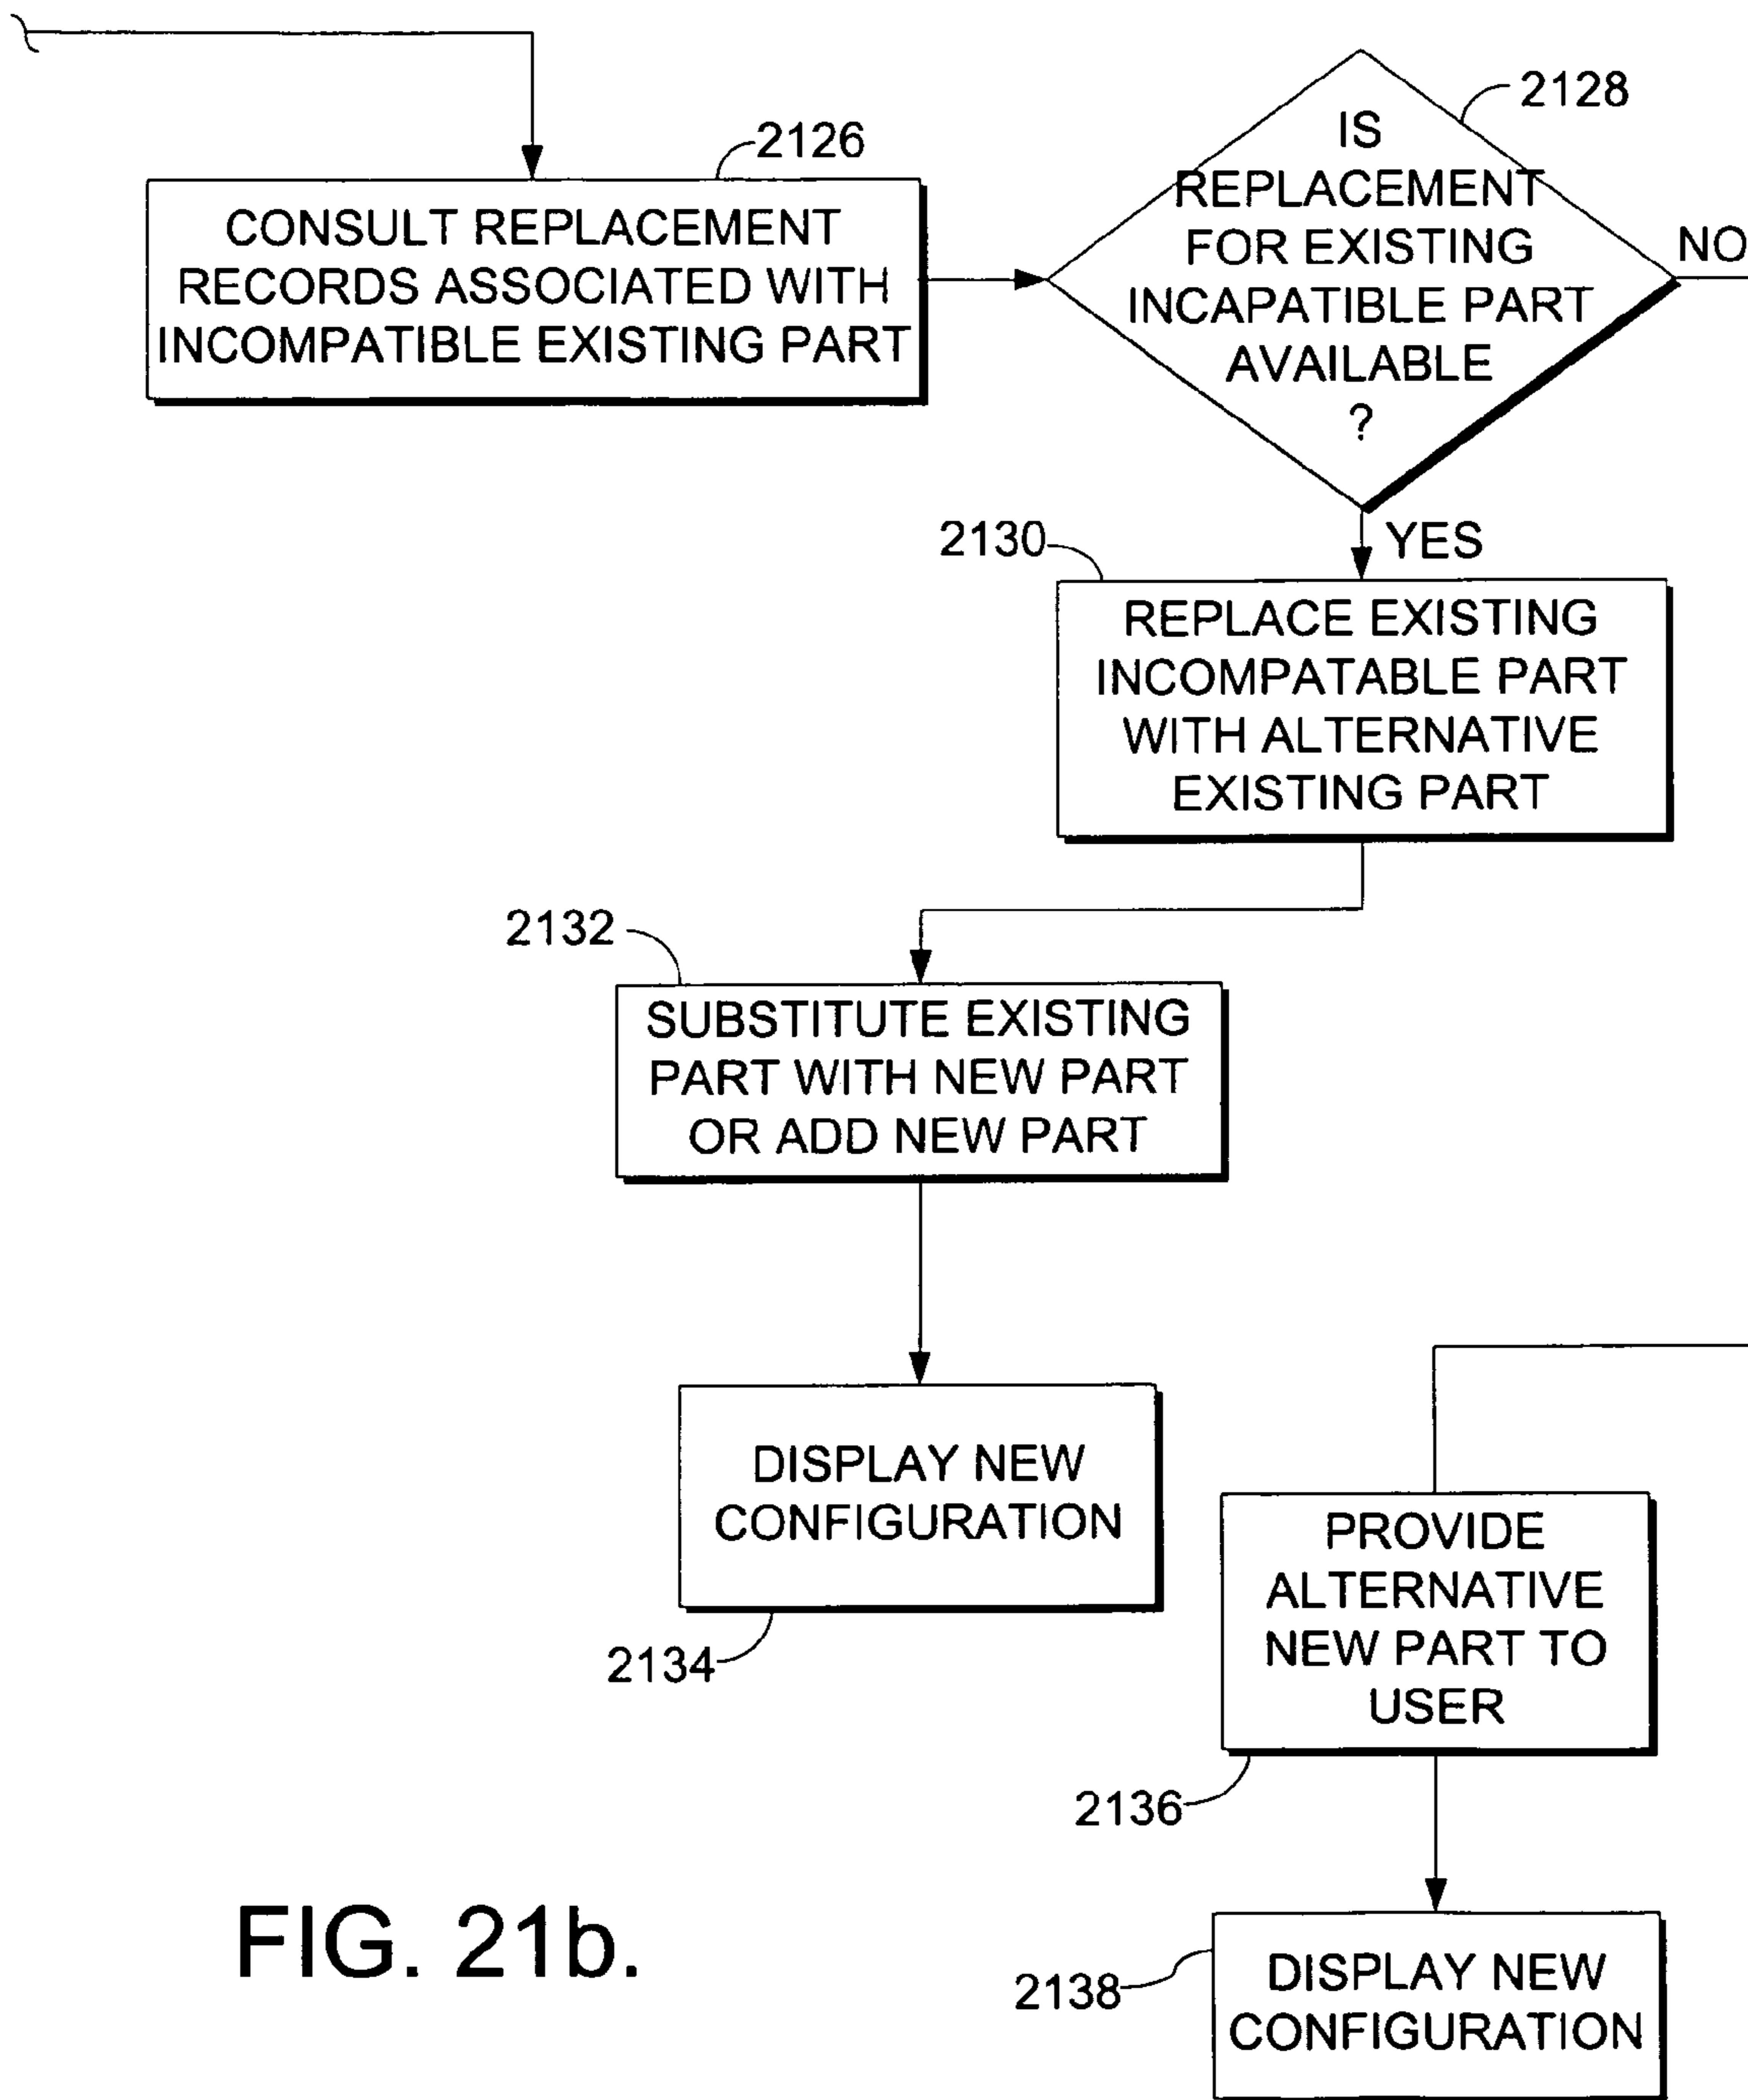 2126
CONSULT REPLACEMENT
RECORDS ASSOCIATED WITH
INCOMPATIBLE EXISTING PART
2128
IS
REPLACEMENT
FOR EXISTING
INCAPATIBLE PART
AVAILABLE
?
NO
YES
2130
REPLACE EXISTING
INCOMPATABLE PART
WITH ALTERNATIVE
EXISTING PART
2132
SUBSTITUTE EXISTING
PART WITH NEW PART
OR ADD NEW PART
DISPLAY NEW
CONFIGURATION
2134
PROVIDE
ALTERNATIVE
NEW PART TO
USER
2136
2138
DISPLAY NEW
CONFIGURATION
FIG. 21b.